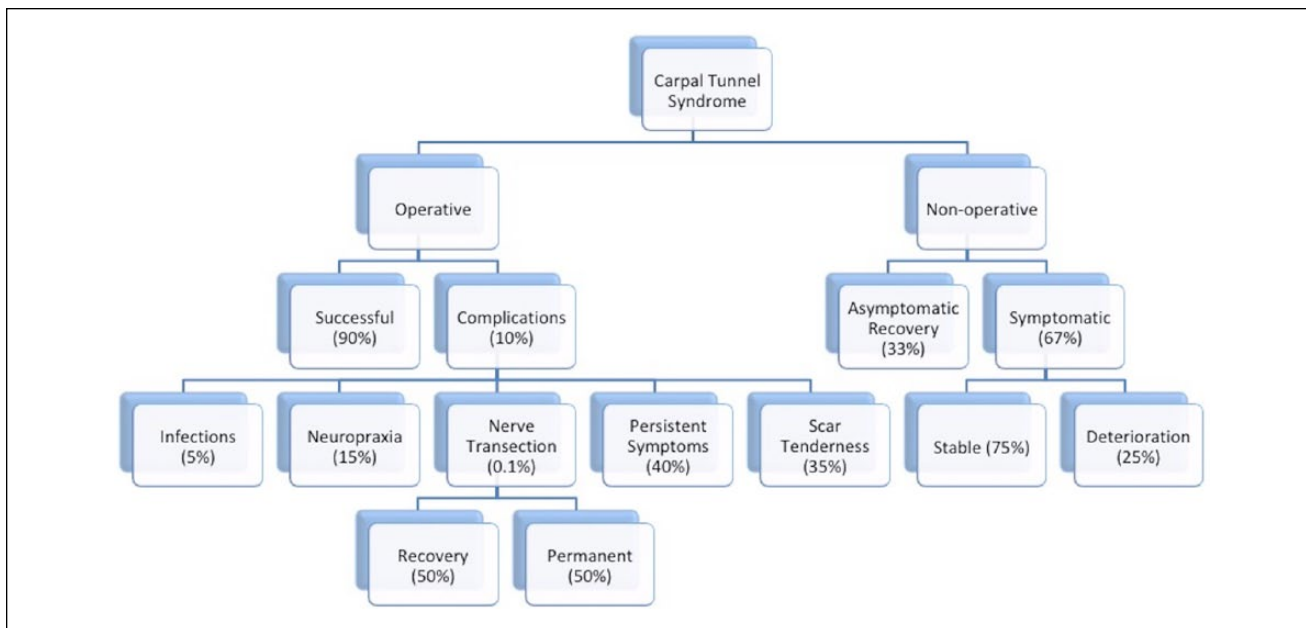 Carpal Tunnel
Syndrome
Operative
Non-operative
Successful
(90%)
Complications
(10%)
Asymptomatic
Recovery
(33%)
Symptomatic
(67%)
Infections
(5%)
Neuropraxia
(15%)
Nerve
Transection
(0.1%)
Persistent
Symptoms
(40%)
Scar
Tenderness
(35%)
Stable (75%)
Deterioration
(25%)
Recovery
(50%)
Permanent
(50%)